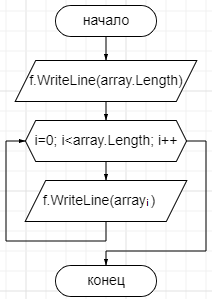 начало
f.WriteLine(array.Length)
i=0; i<array.Length; i++
f.WriteLine(arrayᵢ)
конец